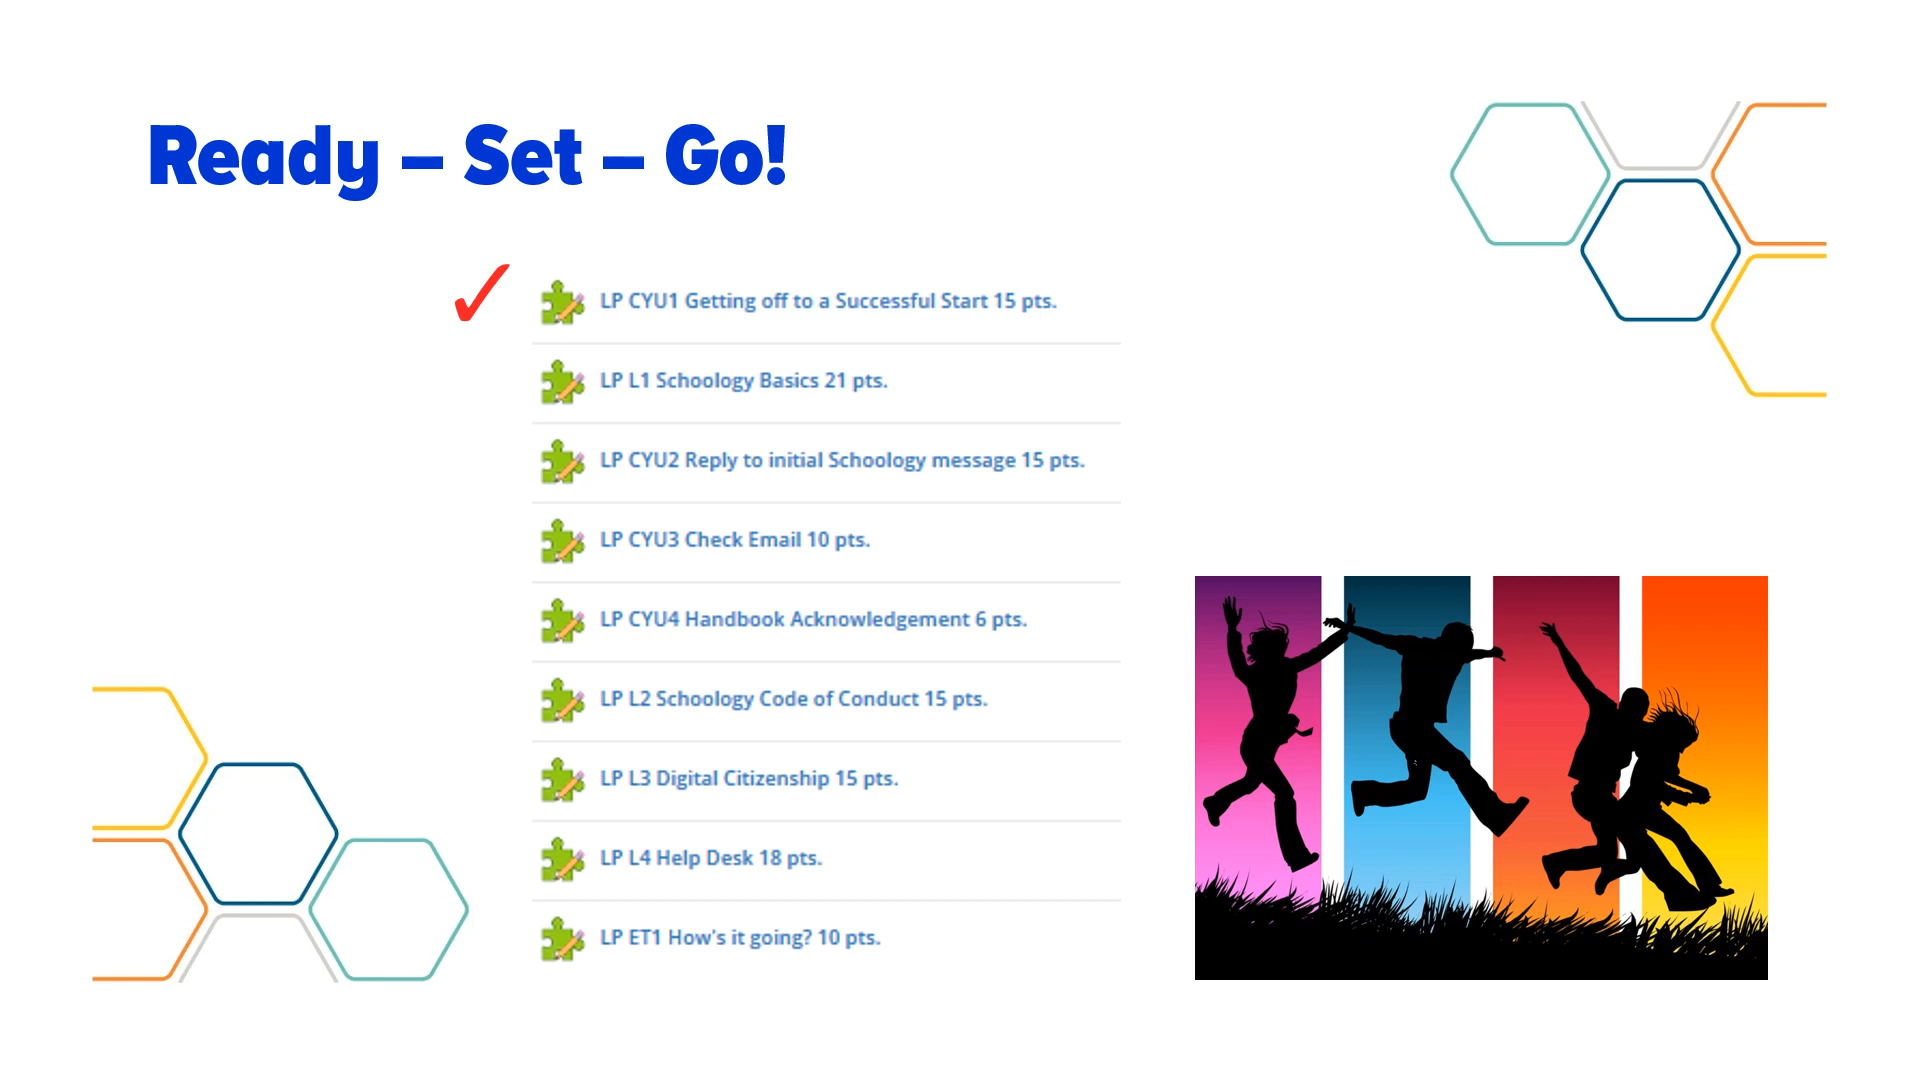 Ready – Set – Go!
LP CYU1 Getting off to a Successful Start 15 pts.
LP L1 Schoology Basics 21 pts.
LP CYU2 Reply to initial Schoology message 15 pts.
LP CYU3 Check Email 10 pts.
LP CYU4 Handbook Acknowledgement 6 pts.
LP L2 Schoology Code of Conduct 15 pts.
LP L3 Digital Citizenship 15 pts.
LP L4 Help Desk 18 pts.
LP ET1 How's it going? 10 pts.